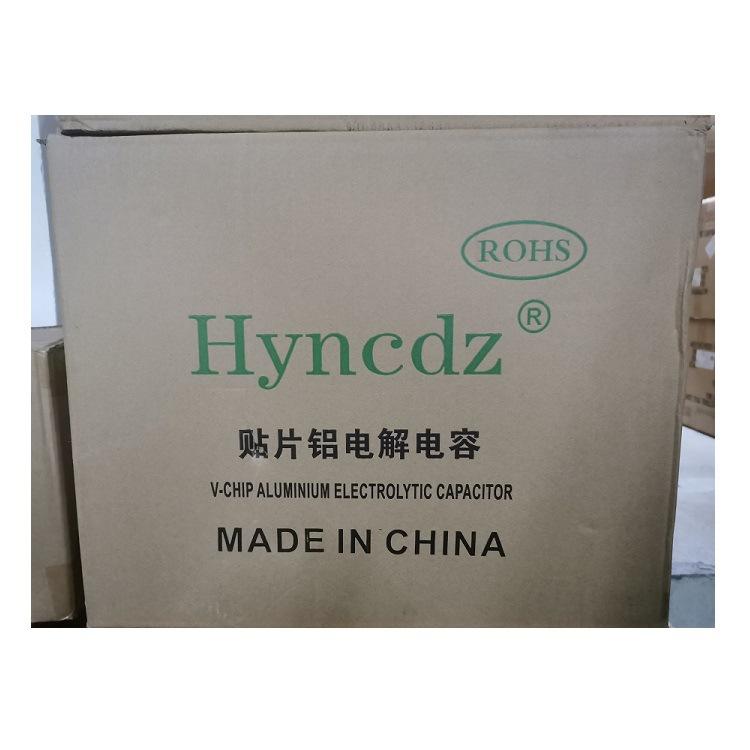 ROHS
Hyncdz ®
贴片铝电解电容
V-CHIP ALUMINIUM ELECTROLYTIC CAPACITOR
MADE IN CHINA